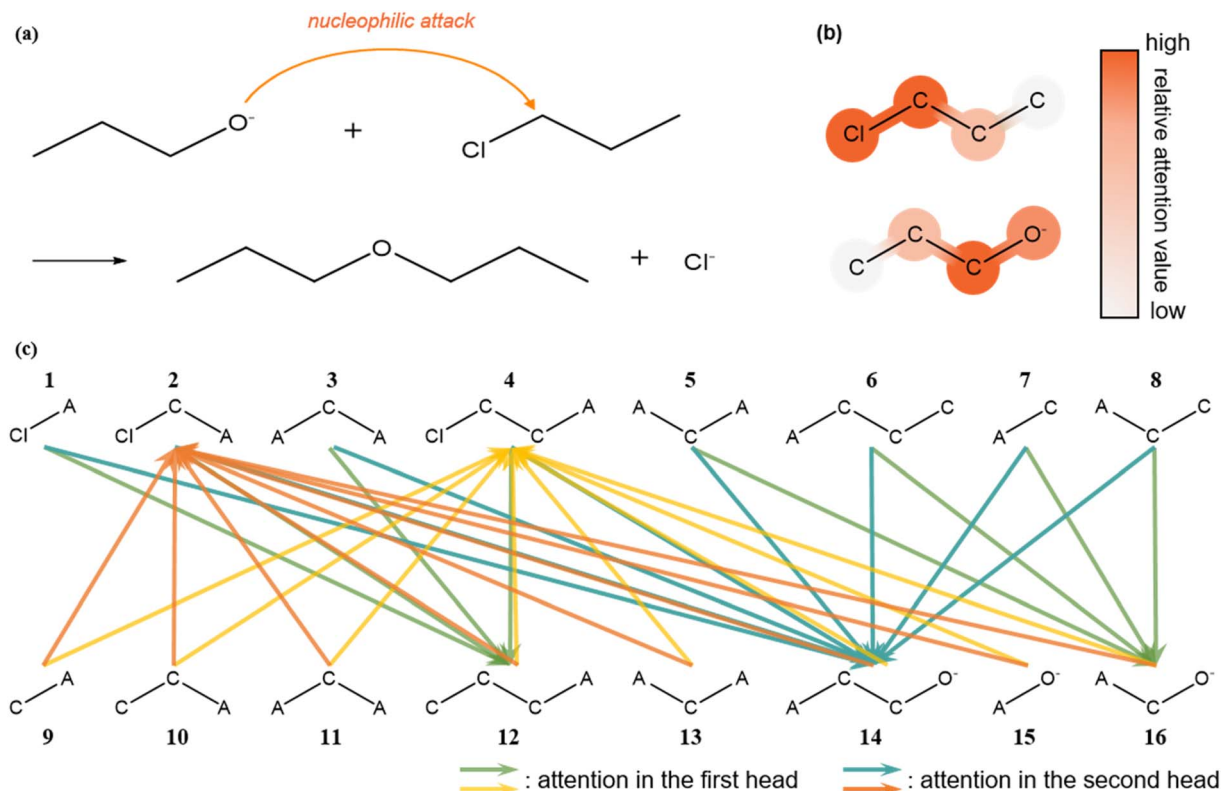 (a)
nucleophilic attack
O-
+
Cl
O
+
Cl-
(b)
Cl
C
C
C
C
C
C
O-
high
relative attention value
low
(c)
1 2 3 4 5 6 7 8
A C C C A A A C C C A C
Cl Cl A A A Cl C C A C A C
C A C C A A C C A A C O- O- A O-
C A A A C C A A C
9 10 11 12 13 14 15 16
: attention in the first head : attention in the second head